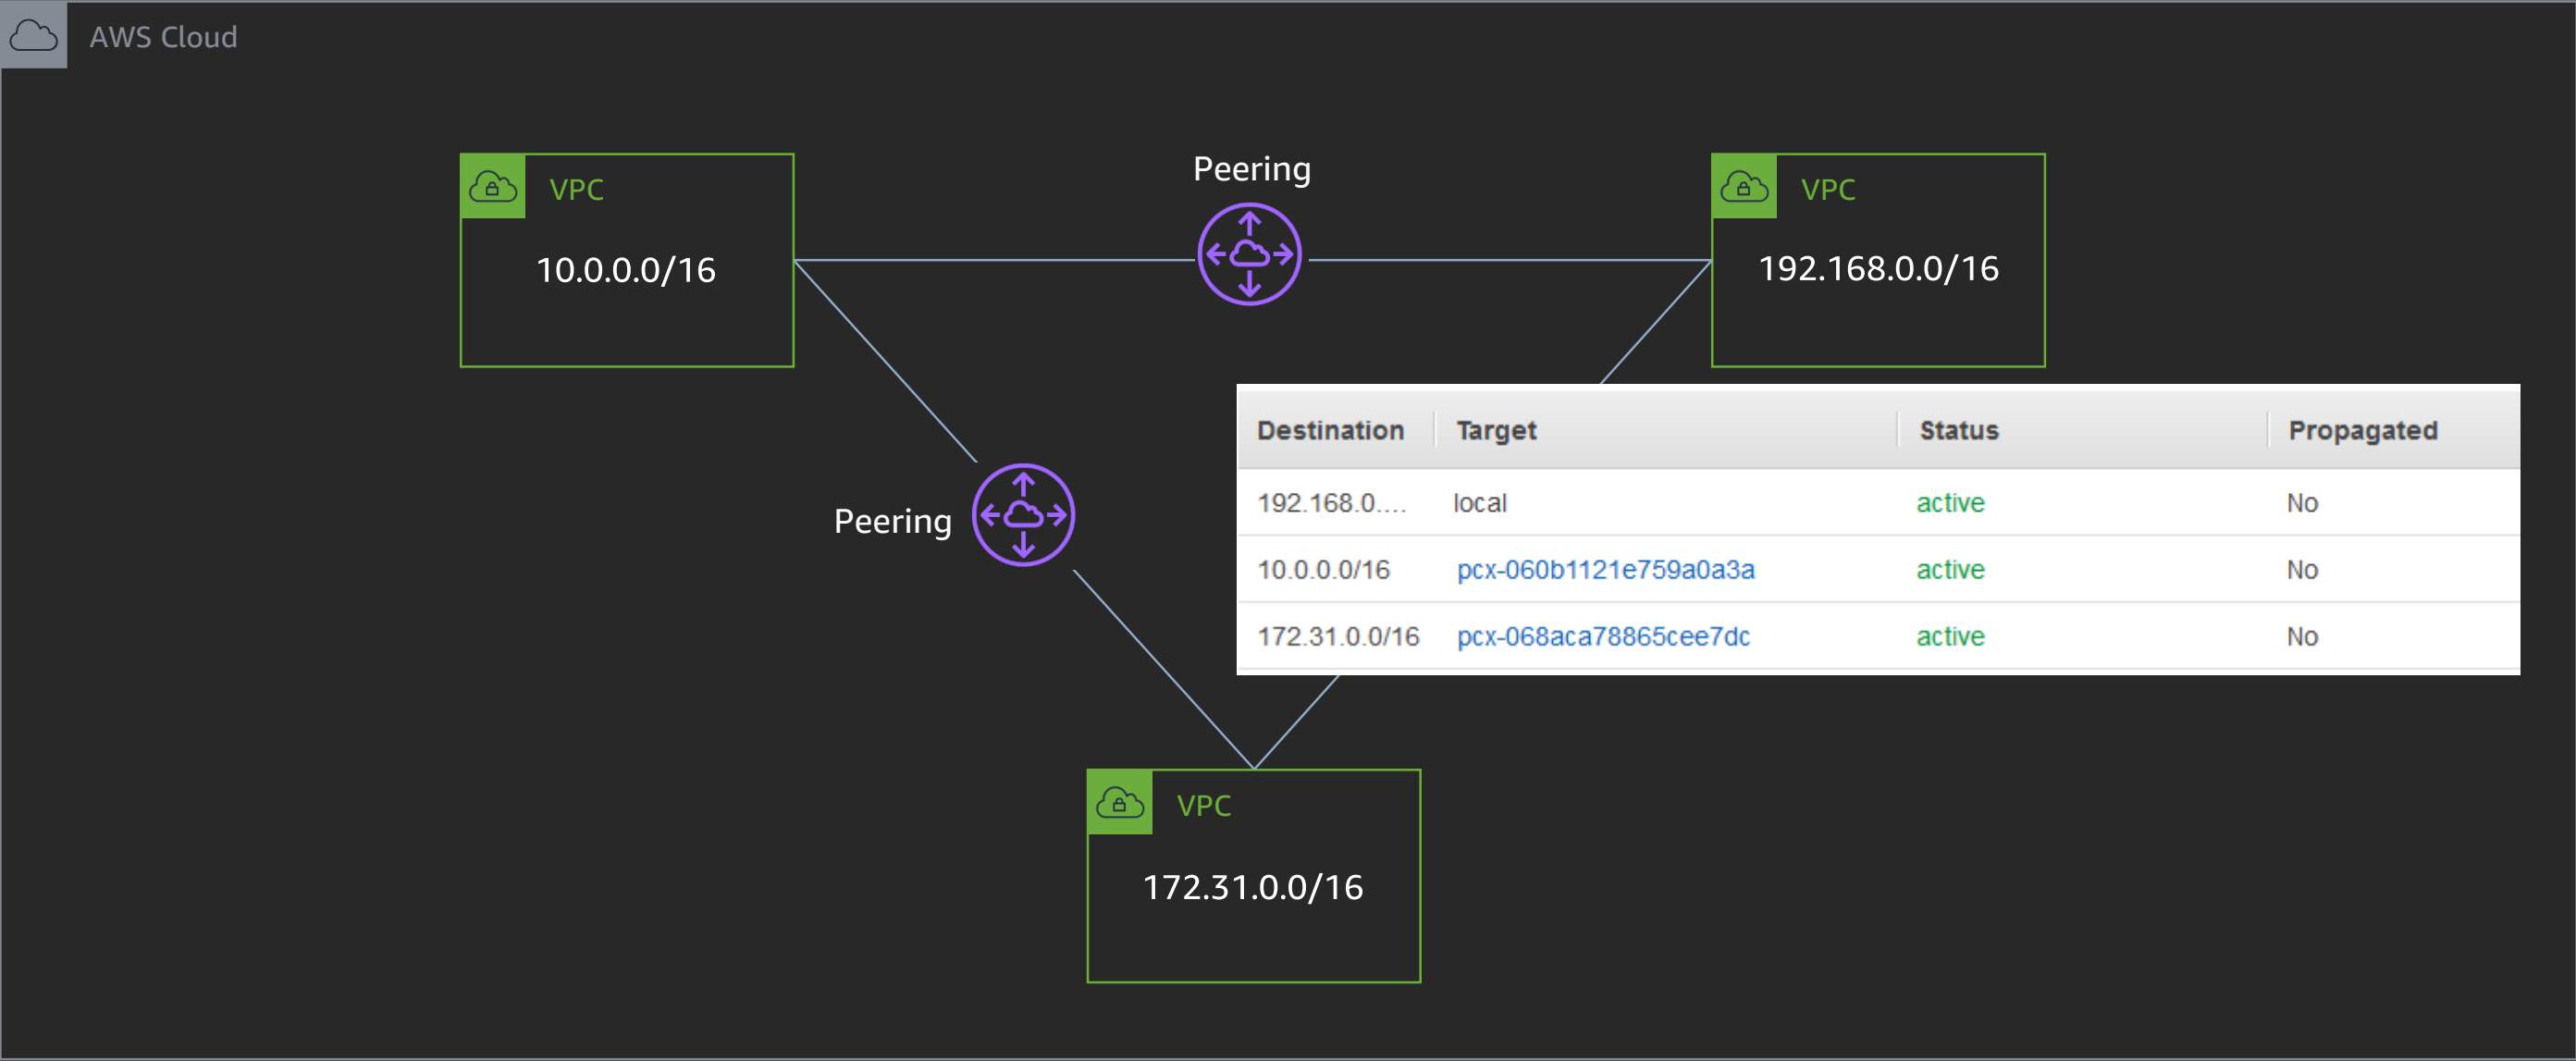 AWS Cloud
Peering
VPC
10.0.0.0/16
VPC
192.168.0.0/16
Destination Target Status Propagated
192.168.0.... local active No
10.0.0.0/16 pcx-060b1121e759a0a3a active No
172.31.0.0/16 pcx-068aca78865cee7dc active No
Peering
VPC
172.31.0.0/16